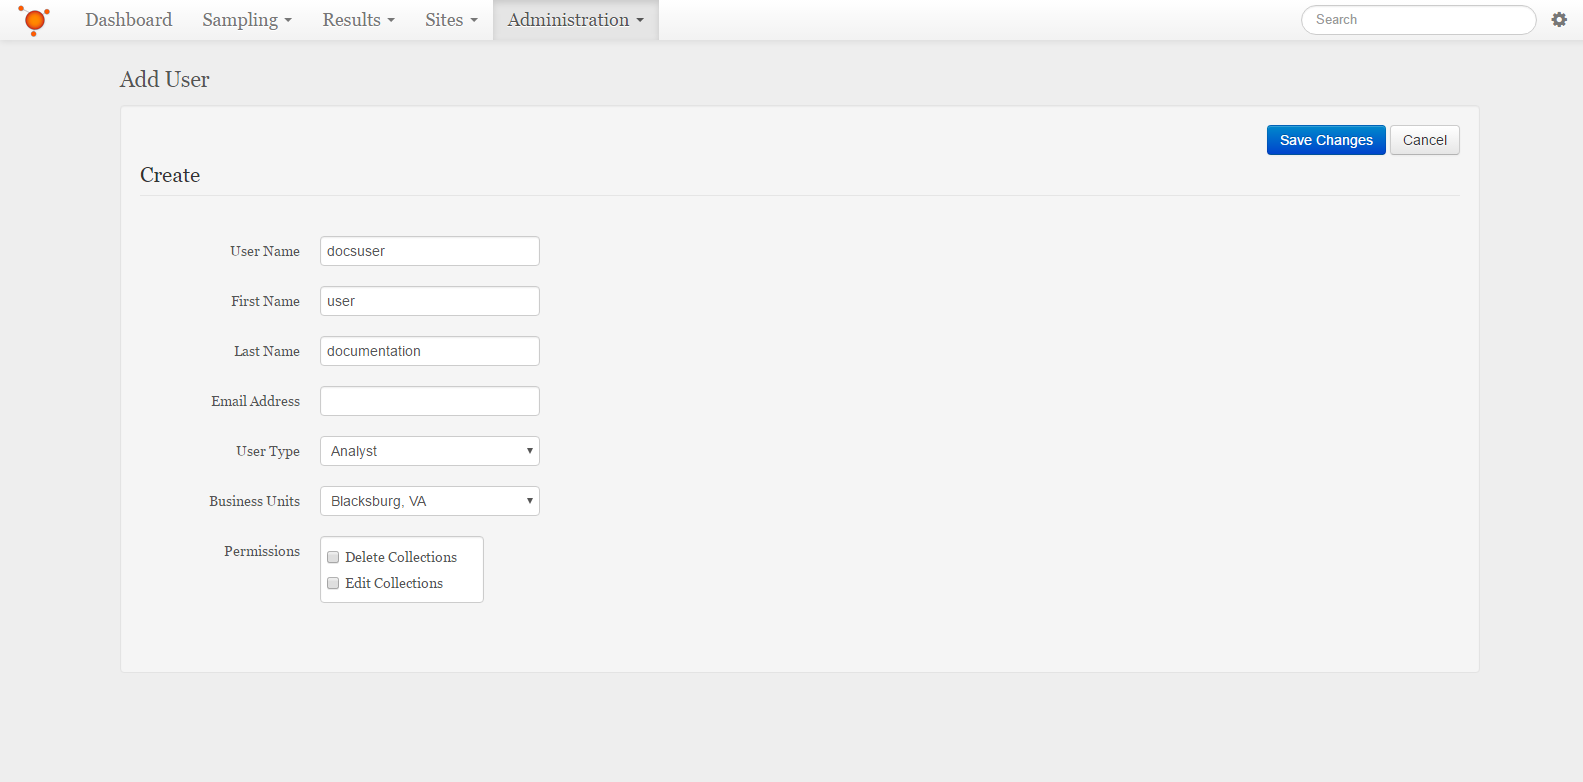 Dashboard Sampling Results Sites Administration Search
Add User
Save Changes Cancel
Create
User Name docsuser
First Name user
Last Name documentation
Email Address
User Type Analyst
Business Units Blacksburg, VA
Permissions Delete Collections
Edit Collections